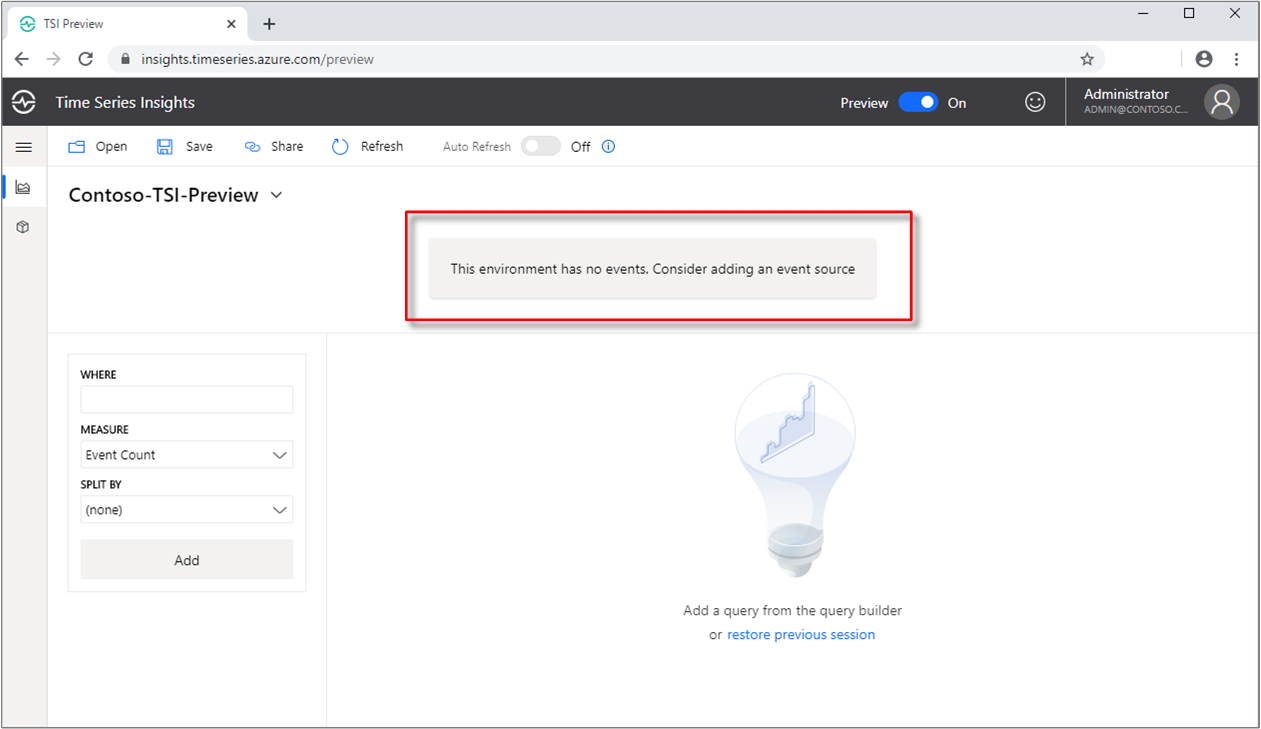 TSI Preview
insights.timeseries.azure.com/preview
Time Series Insights
Preview
On
Administrator
ADMIN@CONTOSO.C...
Open
Save
Share
Refresh
Auto Refresh
Off
Contoso-TSI-Preview
This environment has no events. Consider adding an event source
WHERE
MEASURE
Event Count
SPLIT BY
(none)
Add
Add a query from the query builder
or restore previous session